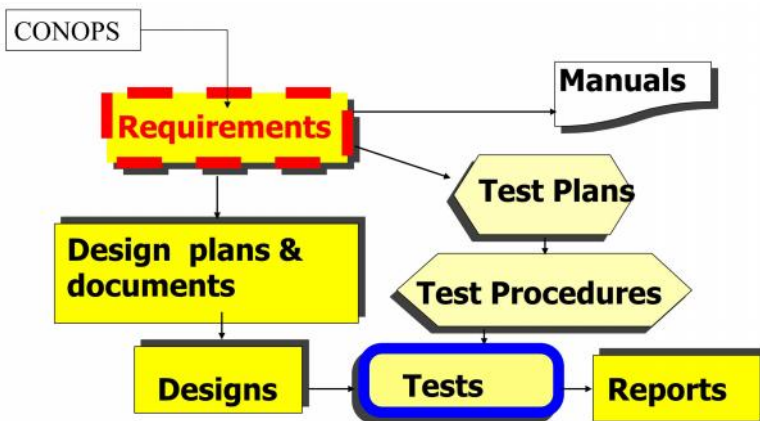 CONOPS
Requirements
Manuals
Test Plans
Design plans &
documents
Test Procedures
Designs
Tests
Reports